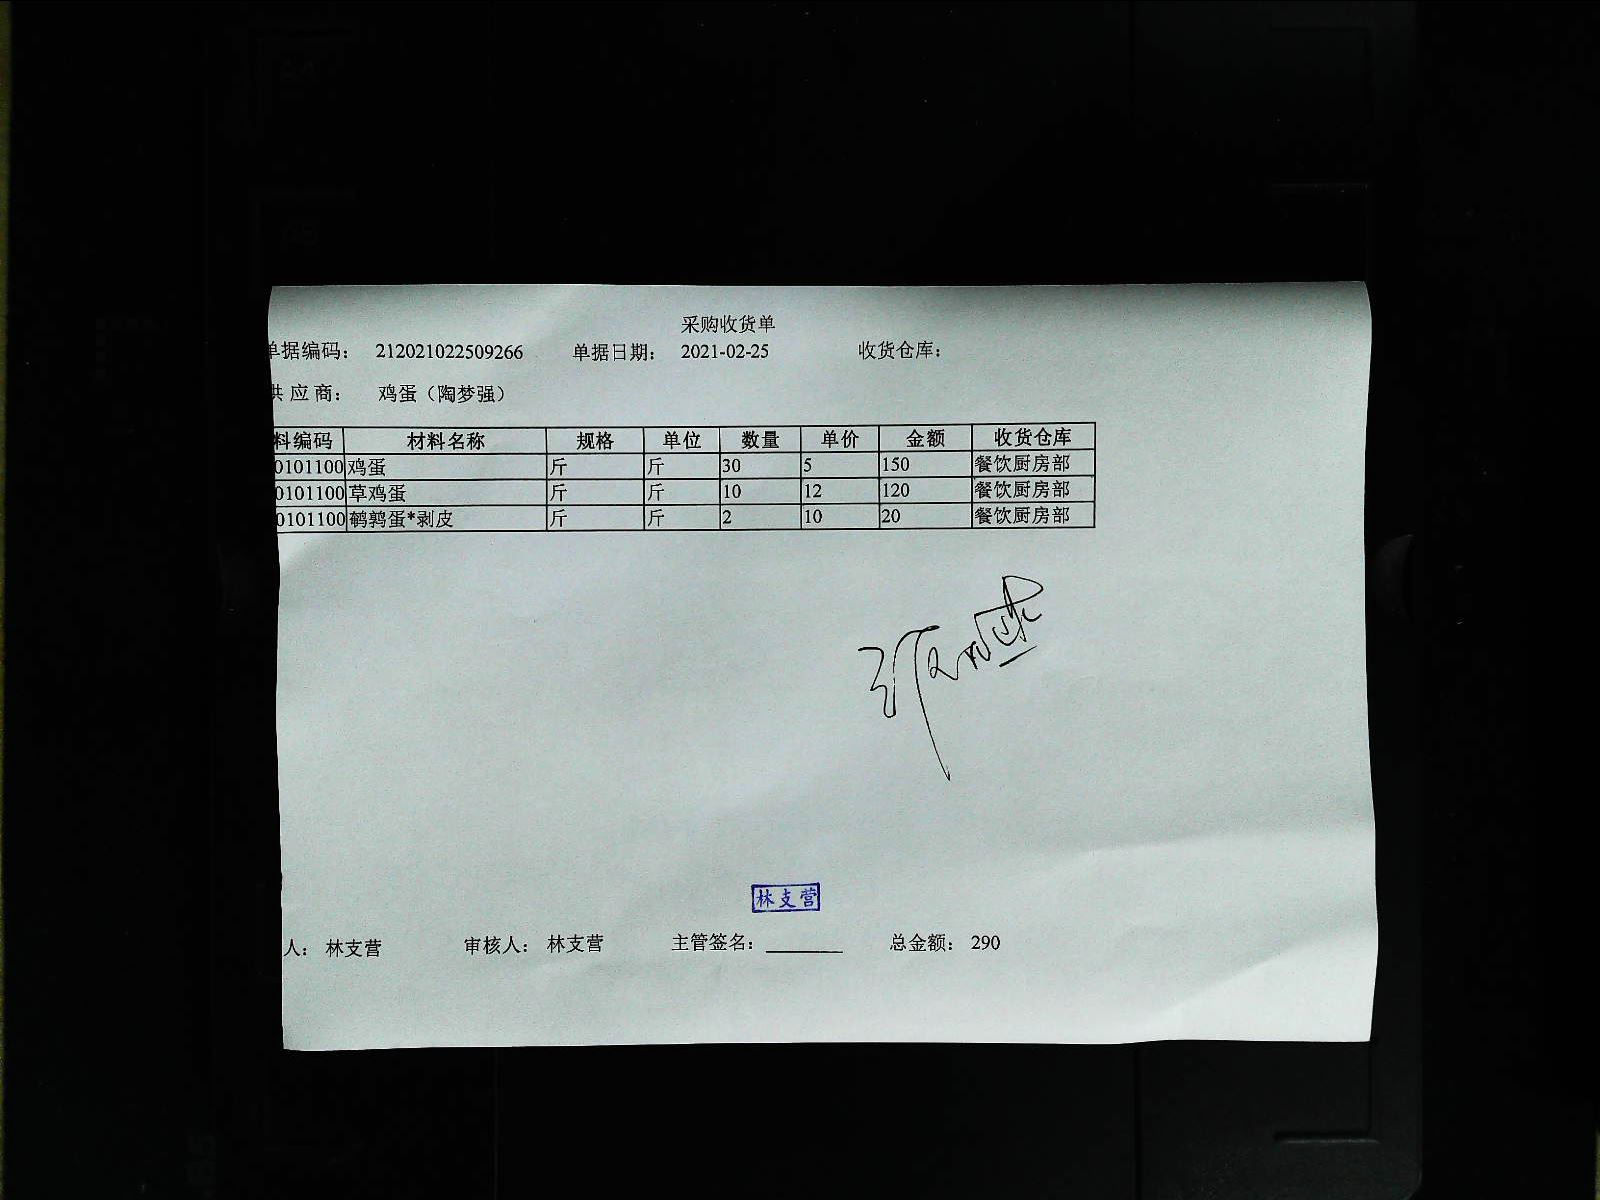 采购收货单
单据编码: 212021022509266 单据日期: 2021-02-25 收货仓库:
供应商: 鸡蛋（陶梦强）
料编码 材料名称 规格 单位 数量 单价 金额 收货仓库
0101100 鸡蛋 斤 斤 30 5 150 餐饮厨房部
0101100 草鸡蛋 斤 斤 10 12 120 餐饮厨房部
0101100 鹌鹑蛋*剥皮 斤 斤 2 10 20 餐饮厨房部
林支营
人: 林支营 审核人: 林支营 主管签名: 总金额: 290